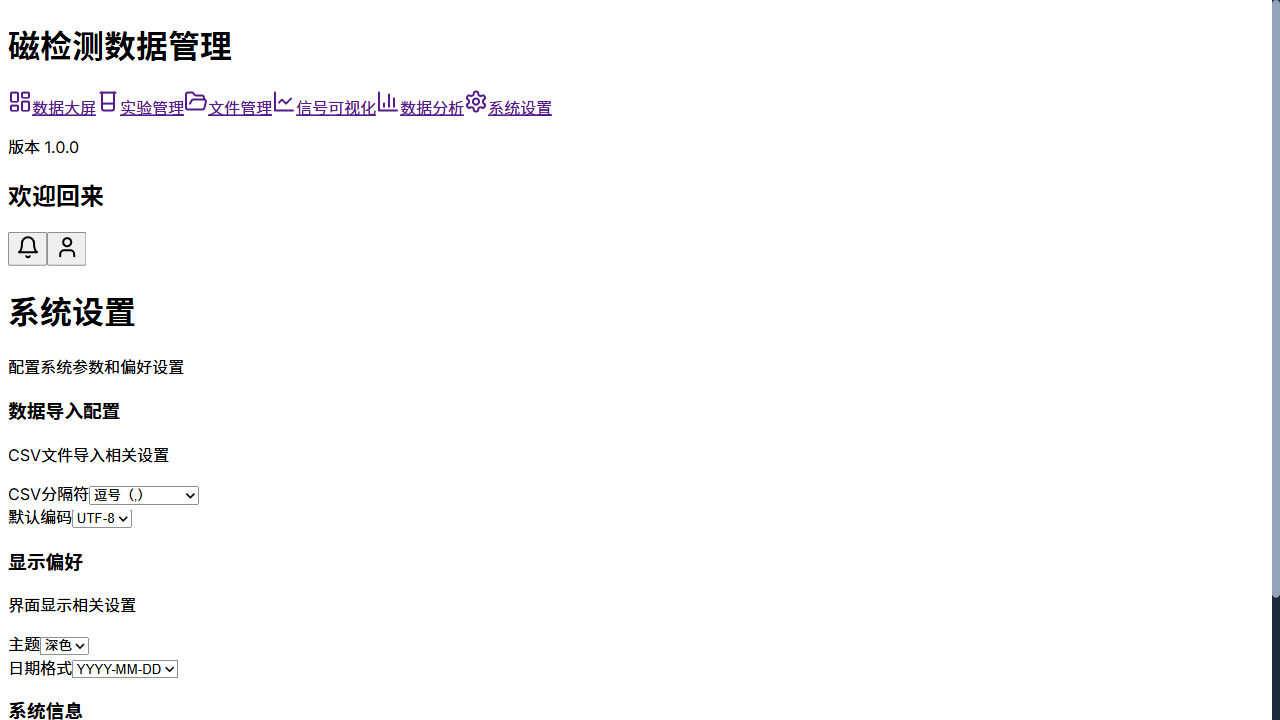 磁检测数据管理
数据大屏 实验管理 文件管理 信号可视化 数据分析 系统设置
版本 1.0.0
欢迎回来
系统设置
配置系统参数和偏好设置
数据导入配置
CSV文件导入相关设置
CSV分隔符 逗号（,）
默认编码 UTF-8
显示偏好
界面显示相关设置
主题 深色
日期格式 YYYY-MM-DD
系统信息